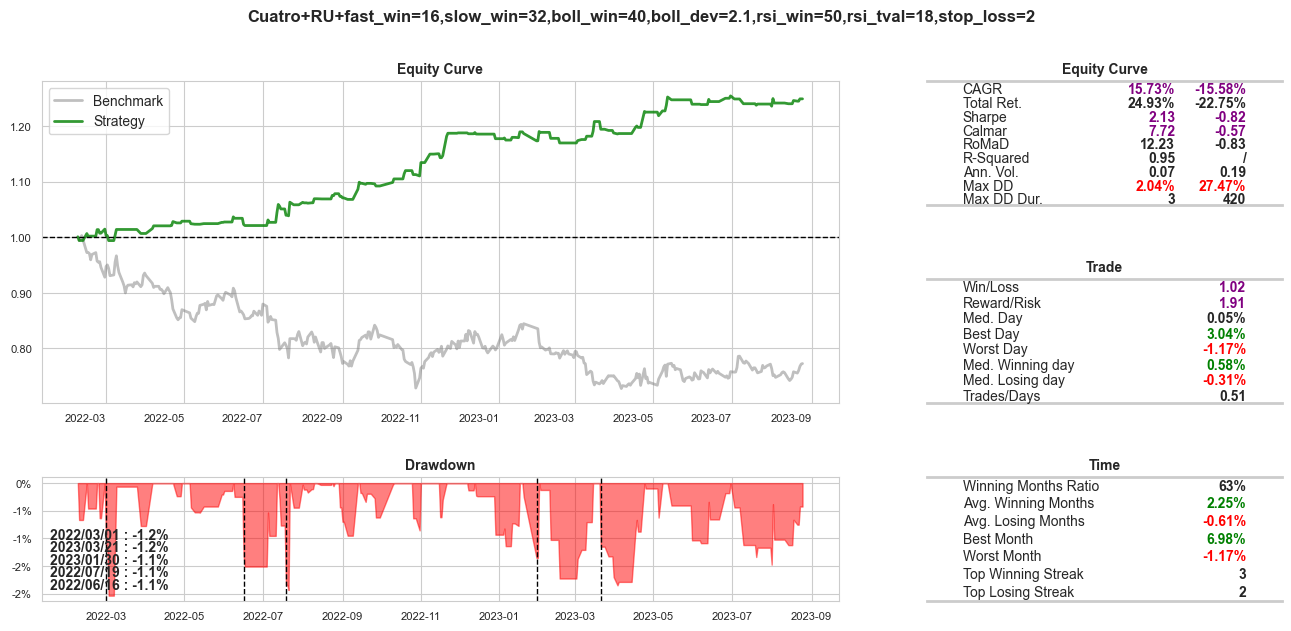 Cuatro+RU+fast_win=16,slow_win=32,boll_win=40,boll_dev=2.1,rsi_win=50,rsi_tval=18,stop_loss=2
Equity Curve
Benchmark
Strategy
1.20
1.10
1.00
0.90
0.80
2022-03 2022-05 2022-07 2022-09 2022-11 2023-01 2023-03 2023-05 2023-07 2023-09
Equity Curve
CAGR 15.73% -15.58%
Total Ret. 24.93% -22.75%
Sharpe 2.13 -0.82
Calmar 7.72 -0.57
RoMaD 12.23 -0.83
R-Squared 0.95 /
Ann. Vol. 0.07 0.19
Max DD 2.04% 27.47%
Max DD Dur. 3 420
Trade
Win/Loss 1.02
Reward/Risk 1.91
Med. Day 0.05%
Best Day 3.04%
Worst Day -1.17%
Med. Winning day 0.58%
Med. Losing day -0.31%
Trades/Days 0.51
Drawdown
0%
-1%
-1%
-2%
-2%
2022/03/01 : -1.2%
2023/03/21 : -1.2%
2023/01/30 : -1.1%
2022/07/19 : -1.1%
2022/06/16 : -1.1%
2022-03 2022-05 2022-07 2022-09 2022-11 2023-01 2023-03 2023-05 2023-07 2023-09
Time
Winning Months Ratio 63%
Avg. Winning Months 2.25%
Avg. Losing Months -0.61%
Best Month 6.98%
Worst Month -1.17%
Top Winning Streak 3
Top Losing Streak 2